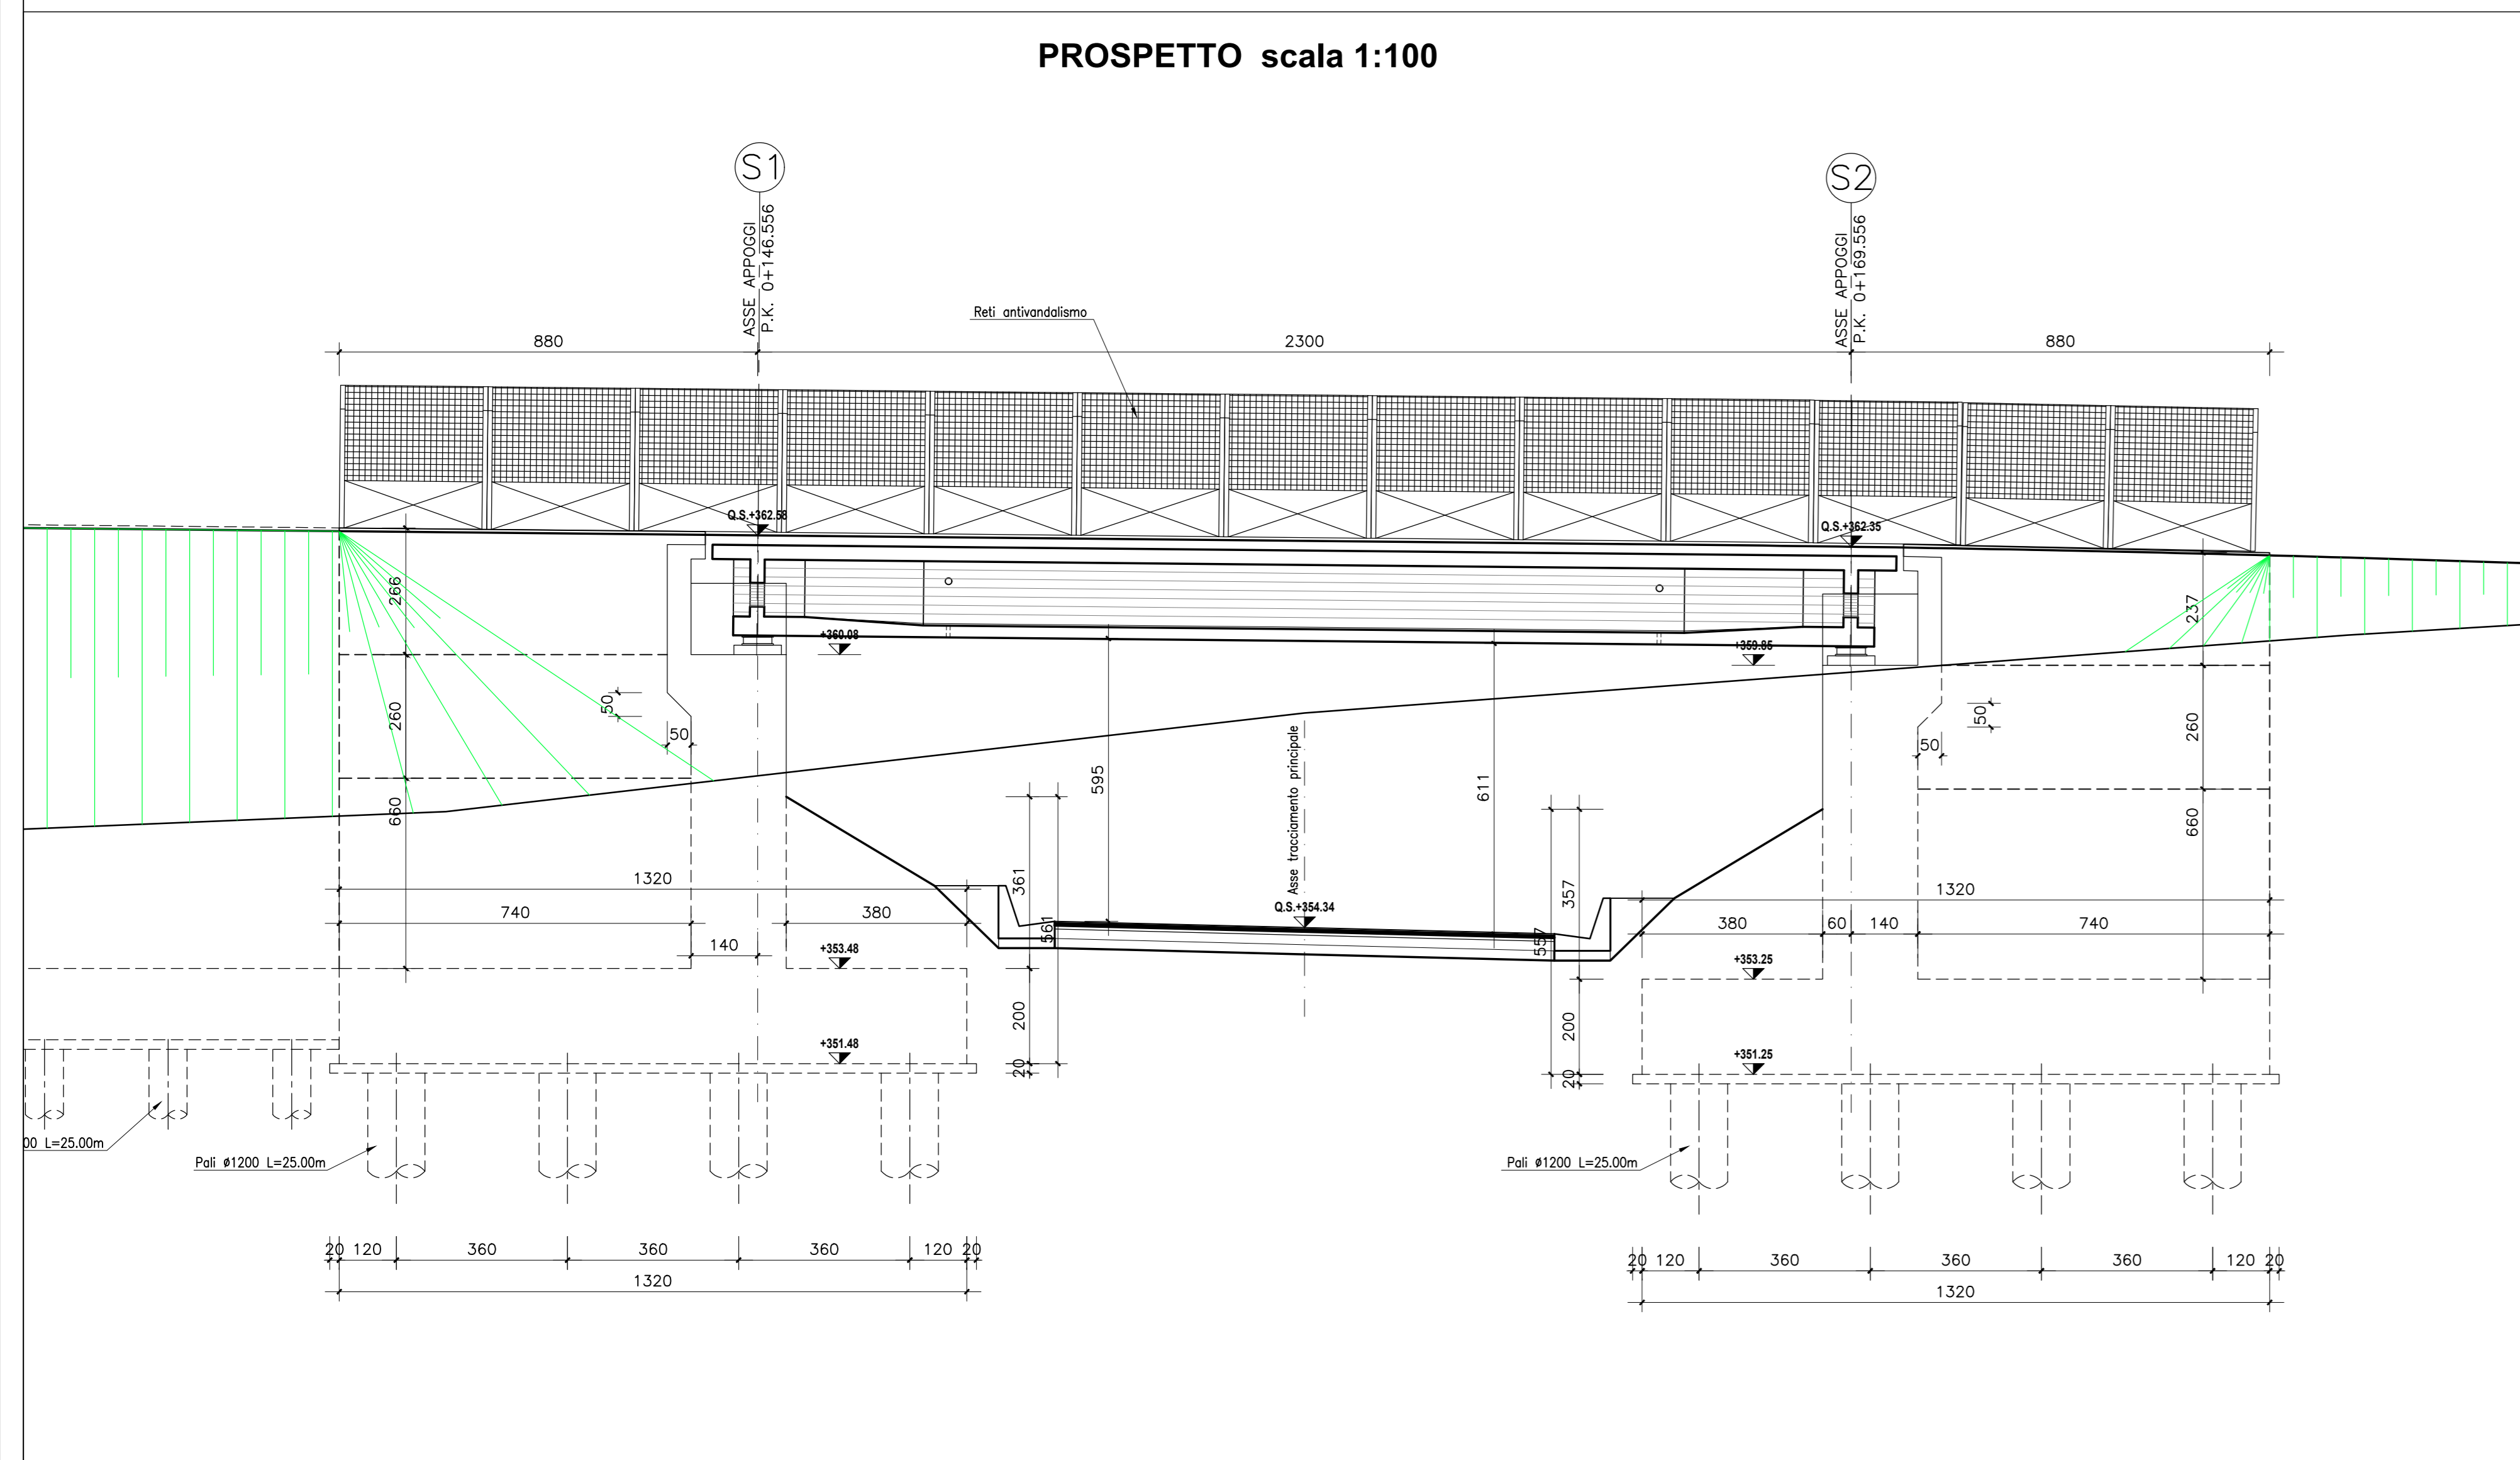 PROSPETTO scala 1:100
S1
S2
ASSE APPOGGI
P.K. 0+146.556
ASSE APPOGGI
P.K. 0+169.556
Reti antivandalismo
880
2300
880
Q.S.+362.58
Q.S.+362.35
266
237
+360.08
+359.85
50
50
260
50
50
260
595
Asse tracciamento principale
611
660
660
361
561
357
557
1320
1320
740
380
Q.S.+354.34
380
60
140
740
140
+353.48
+353.25
200
200
+351.48
+351.25
20
20
00 L=25.00m
Pali ø1200 L=25.00m
Pali ø1200 L=25.00m
20 120 360 360 360 120 20
1320
20 120 360 360 360 120 20
1320